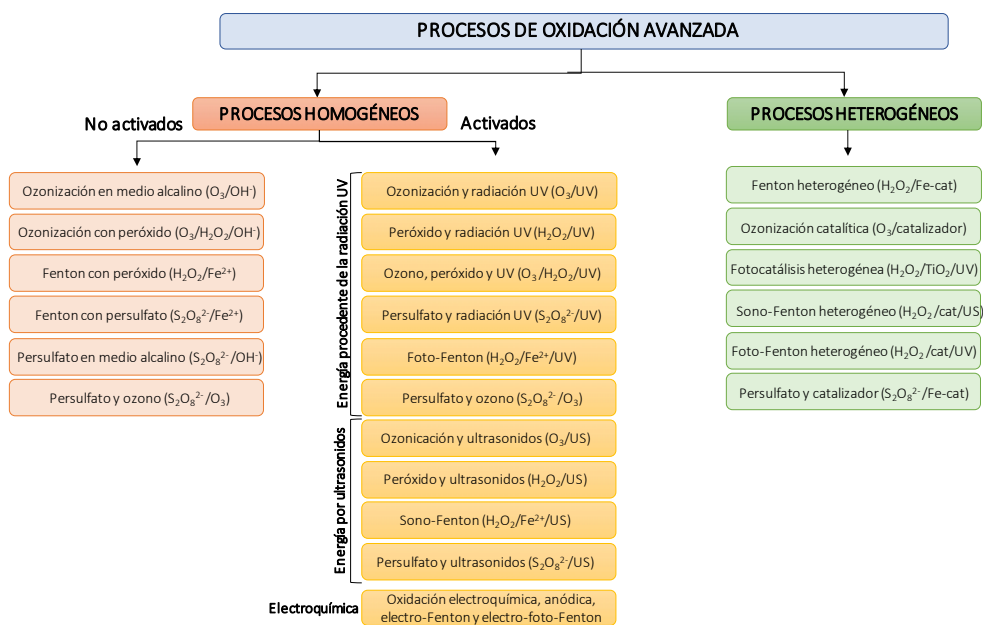 PROCESOS DE OXIDACIÓN AVANZADA
PROCESOS HOMOGÉNEOS
PROCESOS HETEROGÉNEOS
No activados
Activados
Ozonización en medio alcalino (O₃/OH⁻)
Ozonización con peróxido (O₃/H₂O₂/OH⁻)
Fenton con peróxido (H₂O₂/Fe²⁺)
Fenton con persulfato (S₂O₈²⁻/Fe²⁺)
Persulfato en medio alcalino (S₂O₈²⁻/OH⁻)
Persulfato y ozono (S₂O₈²⁻/O₃)
Energía procedente de la radiación UV
Ozonización y radiación UV (O₃/UV)
Peróxido y radiación UV (H₂O₂/UV)
Ozono, peróxido y UV (O₃/H₂O₂/UV)
Persulfato y radiación UV (S₂O₈²⁻/UV)
Foto-Fenton (H₂O₂/Fe²⁺/UV)
Persulfato y ozono (S₂O₈²⁻/O₃)
Energía por ultrasonidos
Ozonicación y ultrasonidos (O₃/US)
Peróxido y ultrasonidos (H₂O₂/US)
Sono-Fenton (H₂O₂/Fe²⁺/US)
Persulfato y ultrasonidos (S₂O₈²⁻/US)
Electroquímica
Oxidación electroquímica, anódica,
electro-Fenton y electro-foto-Fenton
Fenton heterogéneo (H₂O₂/Fe-cat)
Ozonización catalítica (O₃/catalizador)
Fotocatálisis heterogénea (H₂O₂/TiO₂/UV)
Sono-Fenton heterogéneo (H₂O₂/cat/US)
Foto-Fenton heterogéneo (H₂O₂/cat/UV)
Persulfato y catalizador (S₂O₈²⁻/Fe-cat)